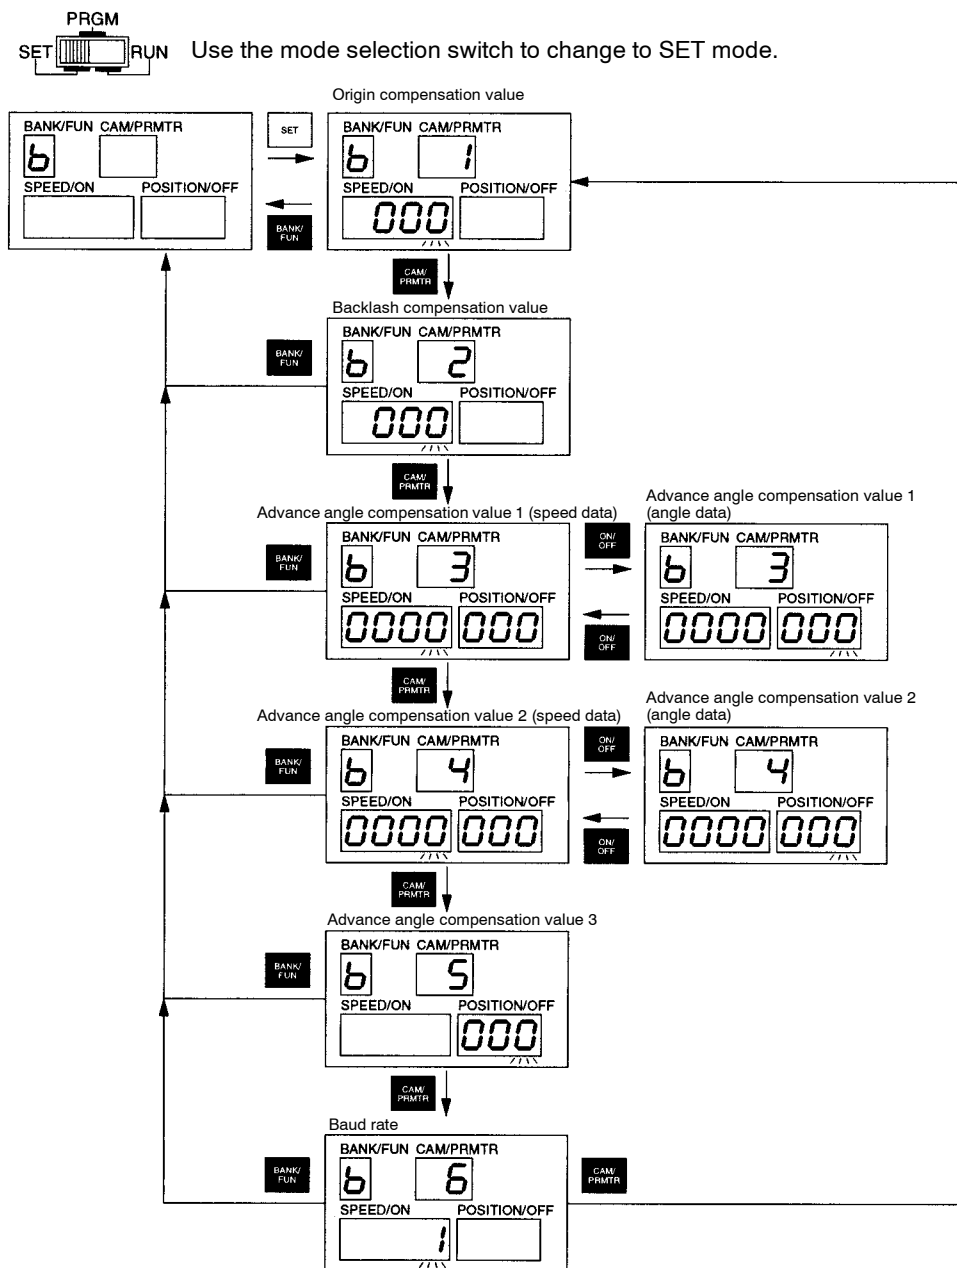 PRGM
SET RUN Use the mode selection switch to change to SET mode.
Origin compensation value
BANK/FUN CAM/PRMTR SET BANK/FUN CAM/PRMTR
b b 1
SPEED/ON POSITION/OFF SPEED/ON POSITION/OFF
BANK/
FUN
000
CAM/
PRMTR
Backlash compensation value
BANK/FUN CAM/PRMTR
BANK/
FUN
b 2
SPEED/ON POSITION/OFF
000
CAM/
PRMTR
Advance angle compensation value 1 (speed data)
Advance angle compensation value 1
(angle data)
BANK/FUN CAM/PRMTR ON/
OFF
BANK/FUN CAM/PRMTR
BANK/
FUN
b 3 b 3
SPEED/ON POSITION/OFF SPEED/ON POSITION/OFF
0000 000 ON/
OFF
0000 000
CAM/
PRMTR
Advance angle compensation value 2 (speed data)
Advance angle compensation value 2
(angle data)
BANK/FUN CAM/PRMTR ON/
OFF
BANK/FUN CAM/PRMTR
BANK/
FUN
b 4 b 4
SPEED/ON POSITION/OFF SPEED/ON POSITION/OFF
0000 000 ON/
OFF
0000 000
CAM/
PRMTR
Advance angle compensation value 3
BANK/FUN CAM/PRMTR
BANK/
FUN
b 5
SPEED/ON POSITION/OFF
000
CAM/
PRMTR
Baud rate
BANK/FUN CAM/PRMTR
BANK/
FUN
b 6 CAM/
PRMTR
SPEED/ON POSITION/OFF
1